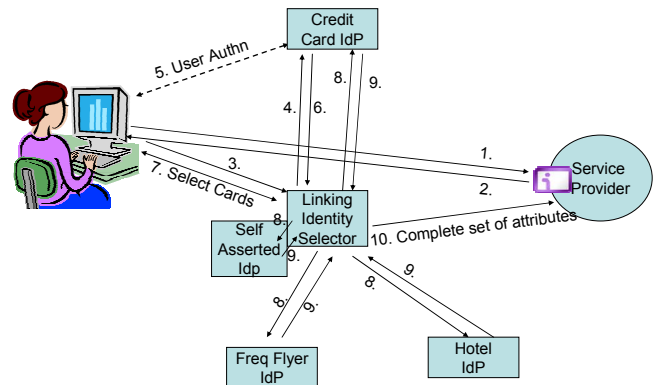 Credit
Card IdP
5. User Authn
4.
6.
8.
9.
1.
2.
3.
7. Select Cards
Service
Provider
Linking
Identity
Selector
8.
9.
Self
Asserted
Idp
10. Complete set of attributes
8.
9.
8.
9.
Freq Flyer
IdP
Hotel
IdP